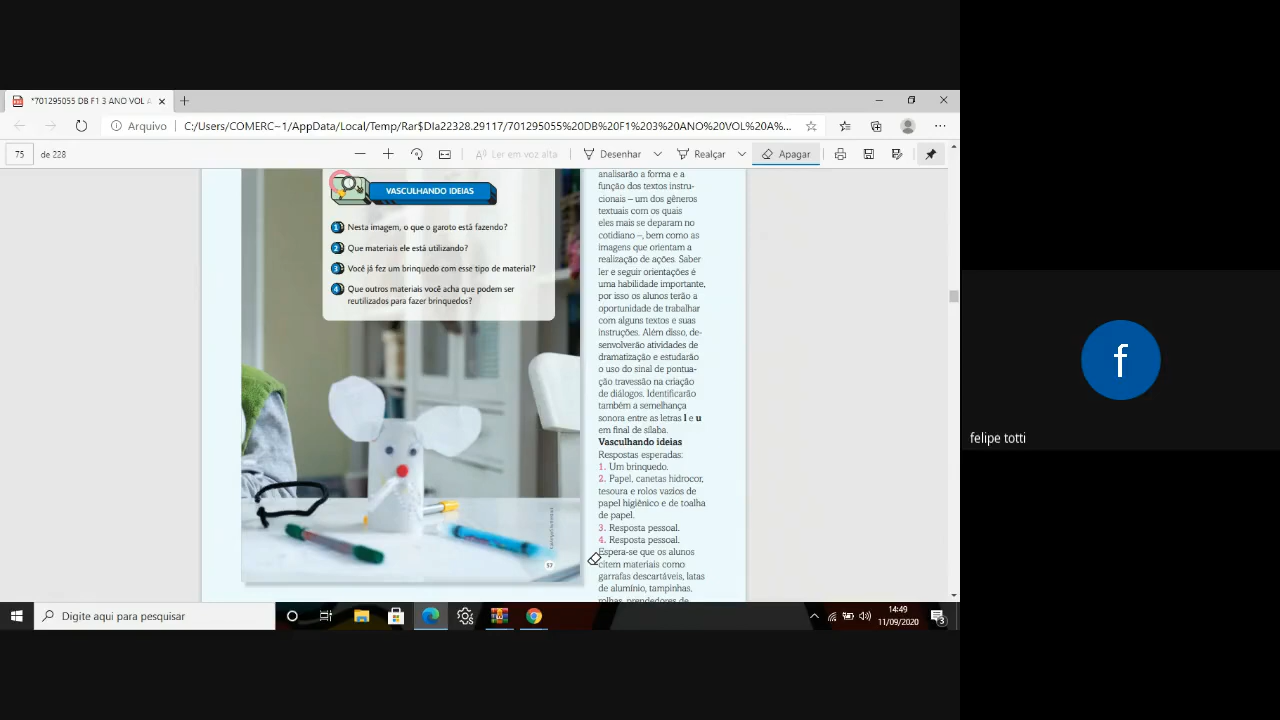 *701295055 DB F1 3 ANO VOL A
Arquivo
C:/Users/COMERC~1/AppData/Local/Temp/Rar$DIa22328.29117/701295055%20DB%20F1%203%20ANO%20VOL%20A%...
75
de 228
Ler em voz alta
Desenhar
Realçar
Apagar
VASCULHANDO IDEIAS
1 Nesta imagem, o que o garoto está fazendo?
2 Que materiais ele está utilizando?
3 Você já fez um brinquedo com esse tipo de material?
4 Que outros materiais você acha que podem ser
reutilizados para fazer brinquedos?
57
analisarão a forma e a
função dos textos instru-
cionais – um dos gêneros
textuais com os quais
eles mais se deparam no
cotidiano –, bem como as
imagens que orientam a
realização de ações. Saber
ler e seguir orientações é
uma habilidade importante,
por isso os alunos terão a
oportunidade de trabalhar
com alguns textos e suas
instruções. Além disso, de-
senvolverão atividades de
dramatização e estudarão
o uso do sinal de pontua-
ção travessão na criação
de diálogos. Identificarão
também a semelhança
sonora entre as letras l e u
em final de sílaba.
Vasculhando ideias
Respostas esperadas:
1. Um brinquedo.
2. Papel, canetas hidrocor,
tesoura e rolos vazios de
papel higiênico e de toalha
de papel.
3. Resposta pessoal.
4. Resposta pessoal.
Espera-se que os alunos
citem materiais como
garrafas descartáveis, latas
de alumínio, tampinhas,
rolhas, prendedores de
f
felipe totti
Digite aqui para pesquisar
14:49
11/09/2020
3